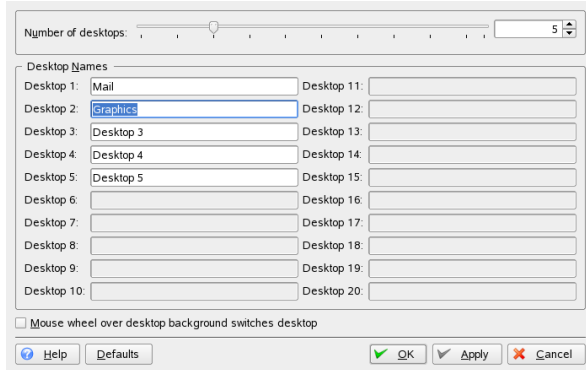 Number of desktops: 5
Desktop Names
Desktop 1: Mail
Desktop 2: Graphics
Desktop 3: Desktop 3
Desktop 4: Desktop 4
Desktop 5: Desktop 5
Desktop 6:
Desktop 7:
Desktop 8:
Desktop 9:
Desktop 10:
Desktop 11:
Desktop 12:
Desktop 13:
Desktop 14:
Desktop 15:
Desktop 16:
Desktop 17:
Desktop 18:
Desktop 19:
Desktop 20:
Mouse wheel over desktop background switches desktop
Help Defaults OK Apply Cancel